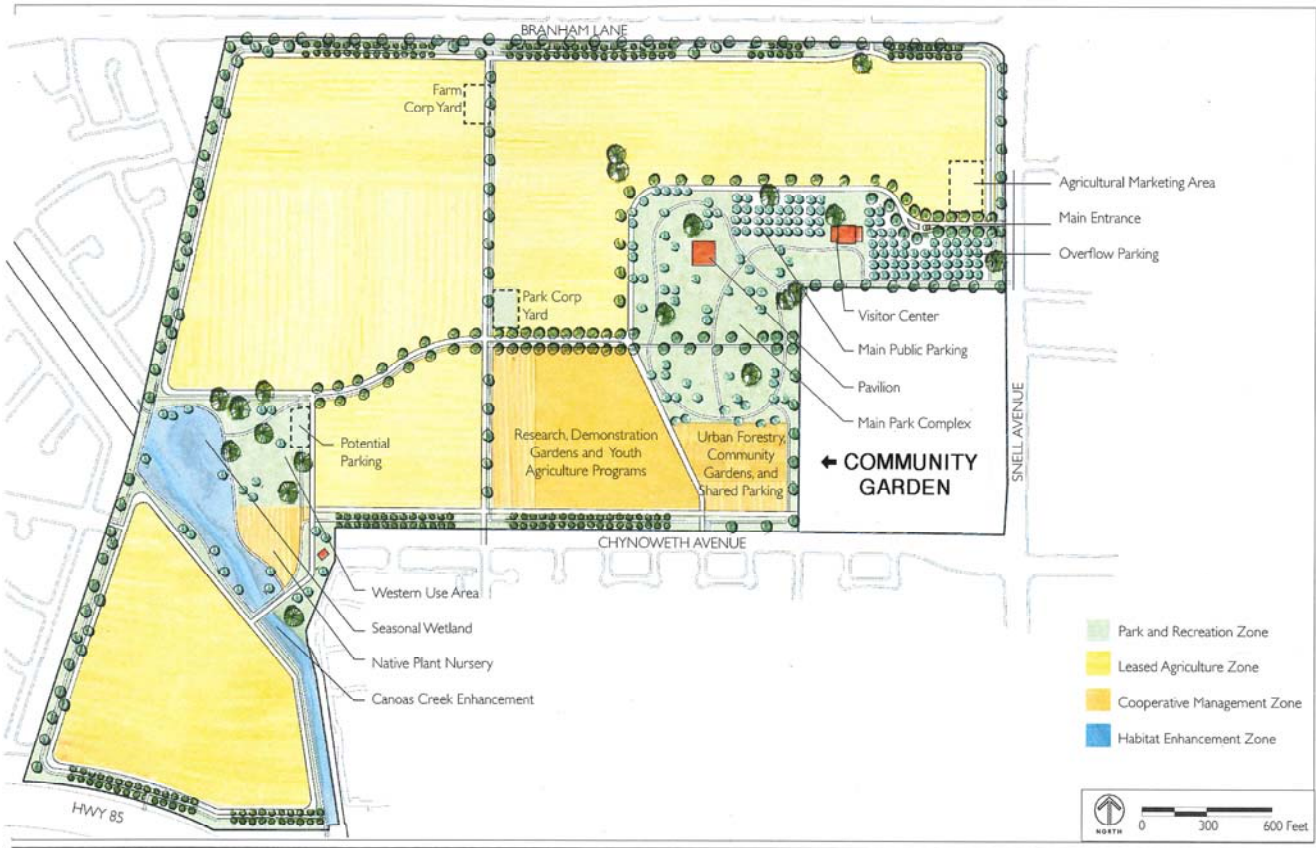 BRANHAM LANE
Farm
Corp Yard
Agricultural Marketing Area
Main Entrance
Overflow Parking
Park Corp
Yard
Visitor Center
Main Public Parking
Pavilion
Main Park Complex
SNELL AVENUE
Potential
Parking
Research, Demonstration
Gardens and Youth
Agriculture Programs
Urban Forestry,
Community
Gardens, and
Shared Parking
← COMMUNITY
GARDEN
CHYNOWETH AVENUE
Western Use Area
Seasonal Wetland
Native Plant Nursery
Canoas Creek Enhancement
HWY 85
Park and Recreation Zone
Leased Agriculture Zone
Cooperative Management Zone
Habitat Enhancement Zone
NORTH
0 300 600 Feet